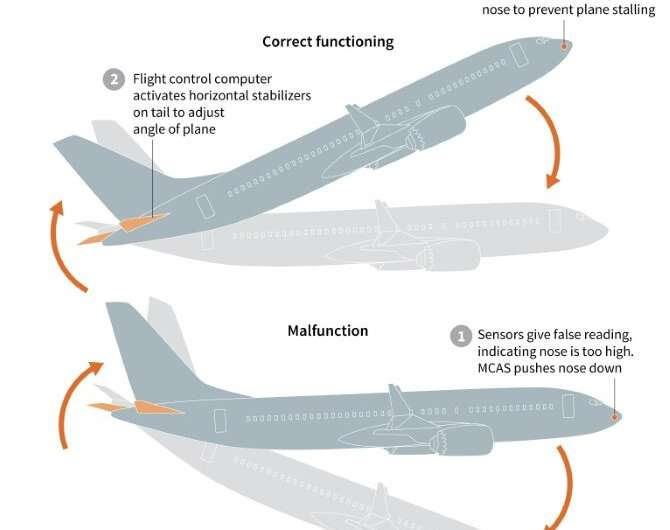 nose to prevent plane stalling
Correct functioning
2 Flight control computer
activates horizontal stabilizers
on tail to adjust
angle of plane
Malfunction
1 Sensors give false reading,
indicating nose is too high.
MCAS pushes nose down